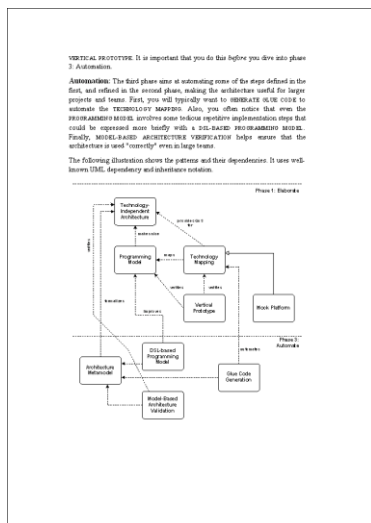 VERTICAL PROTOTYPE. It is important that you do this before you dive into phase
3: Automation.
Automation: The third phase aims at automating some of the steps defined in the
first, and refined in the second phase, making the architecture useful for larger
projects and teams. First, you will typically want to GENERATE GLUE CODE to
automate the TECHNOLOGY MAPPING. Also, you often notice that even the
PROGRAMMING MODEL involves some tedious repetitive implementation steps that
could be expressed more briefly with a DSL-BASED PROGRAMMING MODEL.
Finally, MODEL-BASED ARCHITECTURE VERIFICATION helps ensure that the
architecture is used "correctly" even in large teams.
The following illustration shows the patterns and their dependencies. It uses well-
known UML dependency and inheritance notation.
Phase 1: Elaborate
Technology-
Independent
Architecture
Programming
Model
maps
Technology
Mapping
verifies
verifies
Vertical
Prototype
Mock Platform
Phase 3:
Automate
DSL-based
Programming
Model
Architecture
Metamodel
Glue Code
Generation
Model-Based
Architecture
Validation